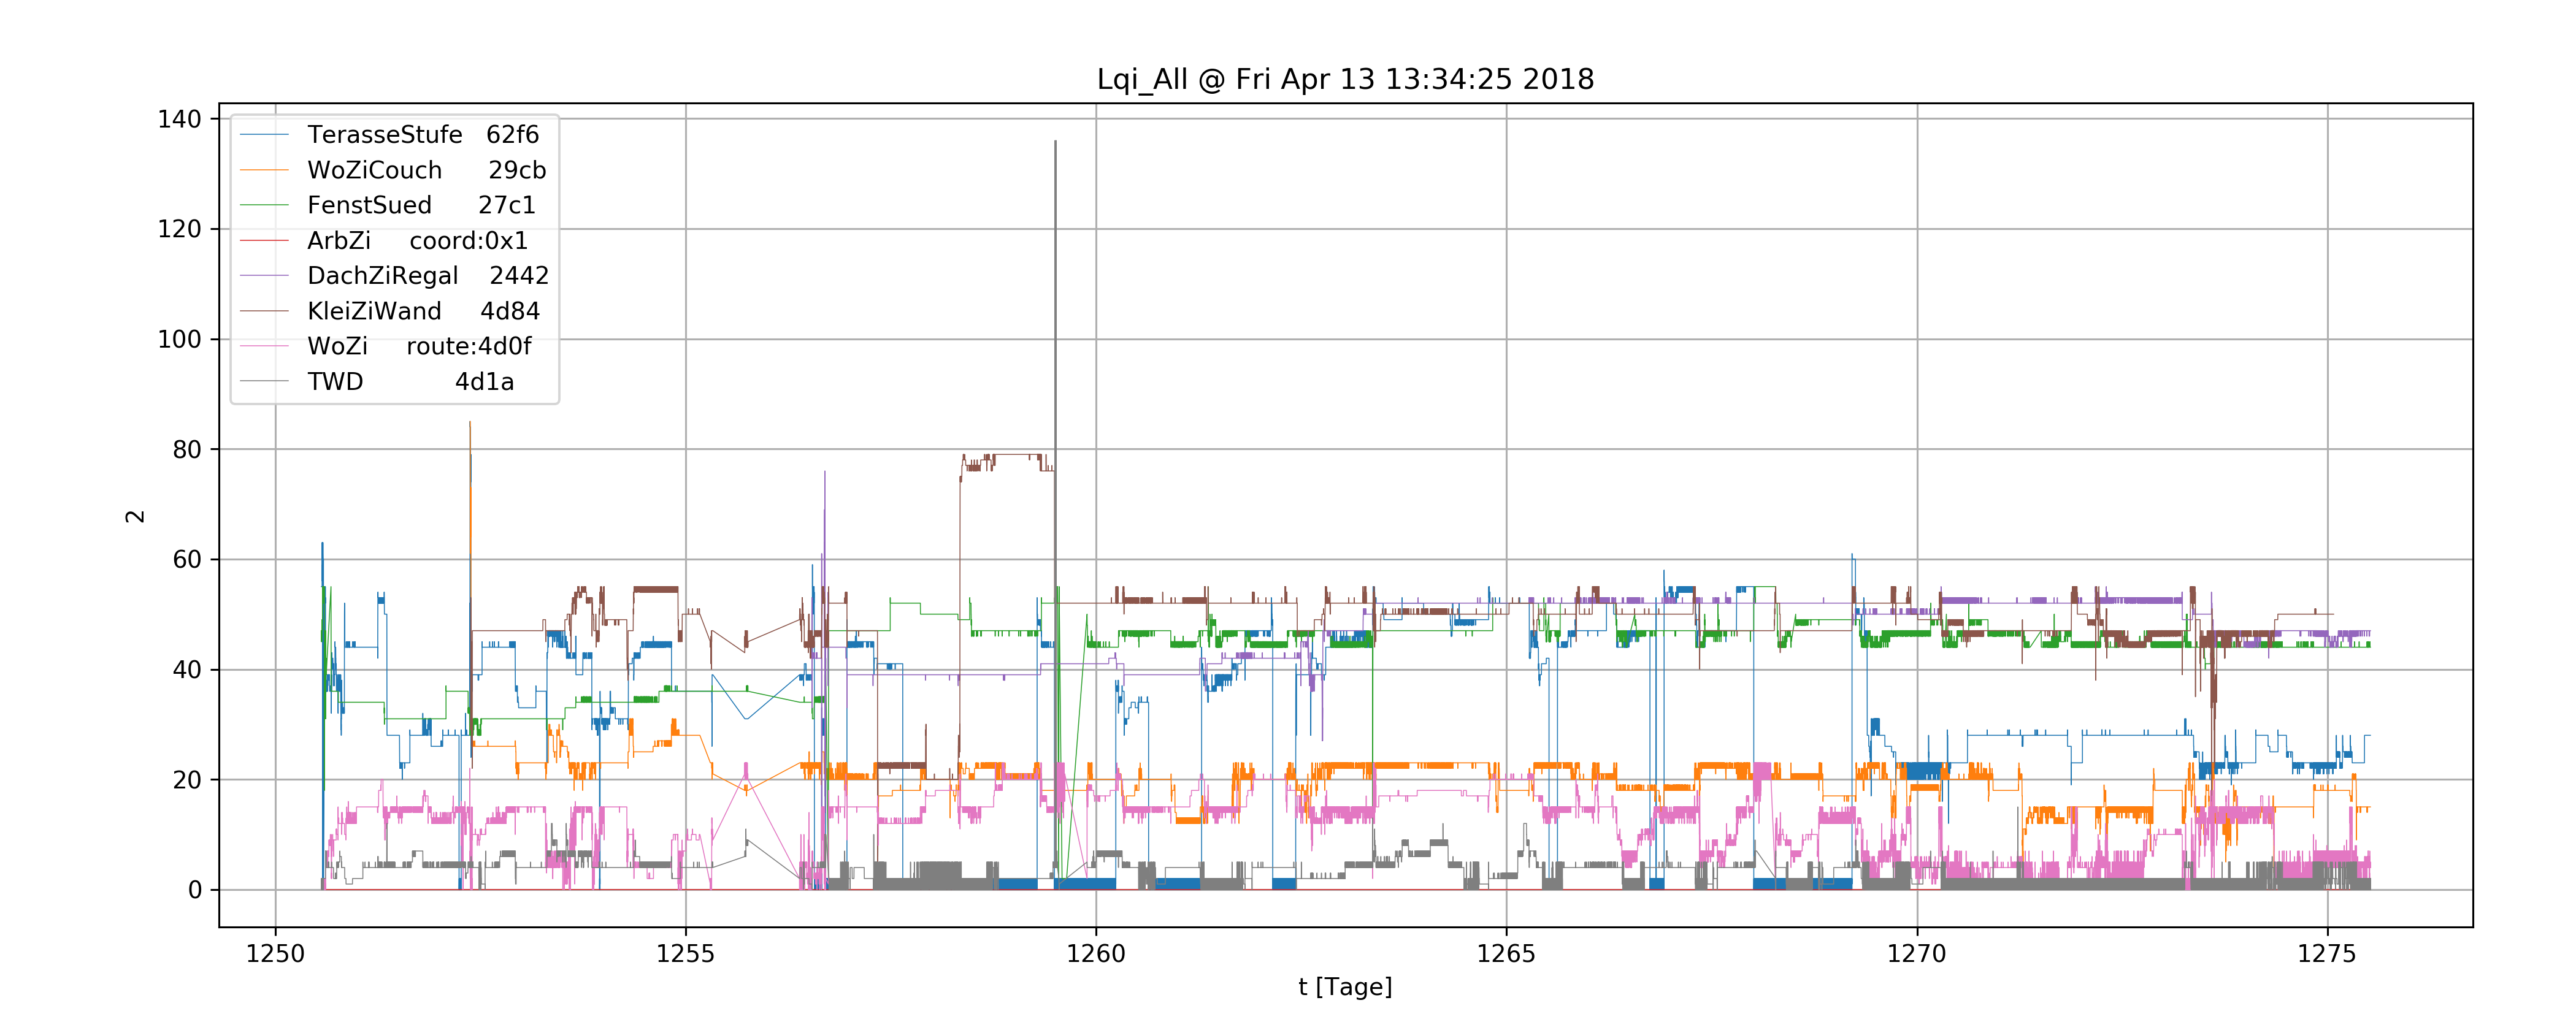 Lqi_All @ Fri Apr 13 13:34:25 2018
140
120
100
80
60
40
20
0
2
TerasseStufe 62f6
WoZiCouch 29cb
FenstSued 27c1
ArbZi coord:0x1
DachZiRegal 2442
KleiZiWand 4d84
WoZi route:4d0f
TWD 4d1a
1250 1255 1260 1265 1270 1275
t [Tage]